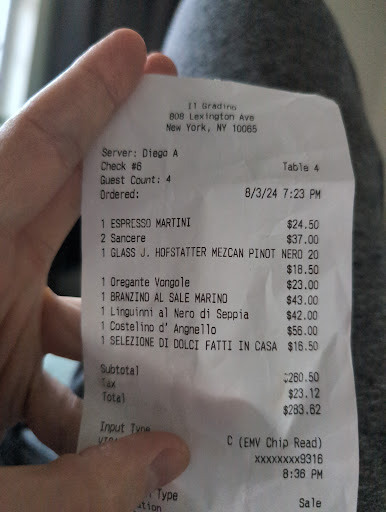 Il Gradino
808 Lexington Ave
New York, NY 10065
Server: Diego A
Check #6 Table 4
Guest Count: 4
Ordered: 8/3/24 7:23 PM
1 ESPRESSO MARTINI $24.50
2 Sancere $37.00
1 GLASS J. HOFSTATTER MEZCAN PINOT NERO 20
$18.50
1 Oregante Vongole $23.00
1 BRANZINO AL SALE MARINO $43.00
1 Linguinni al Nero di Seppia $42.00
1 Costelino d' Angnello $56.00
1 SELEZIONE DI DOLCI FATTI IN CASA $16.50
Subtotal $260.50
Tax $23.12
Total $283.62
Input Type C (EMV Chip Read)
xxxxxxxx9316
8:36 PM
Type Sale